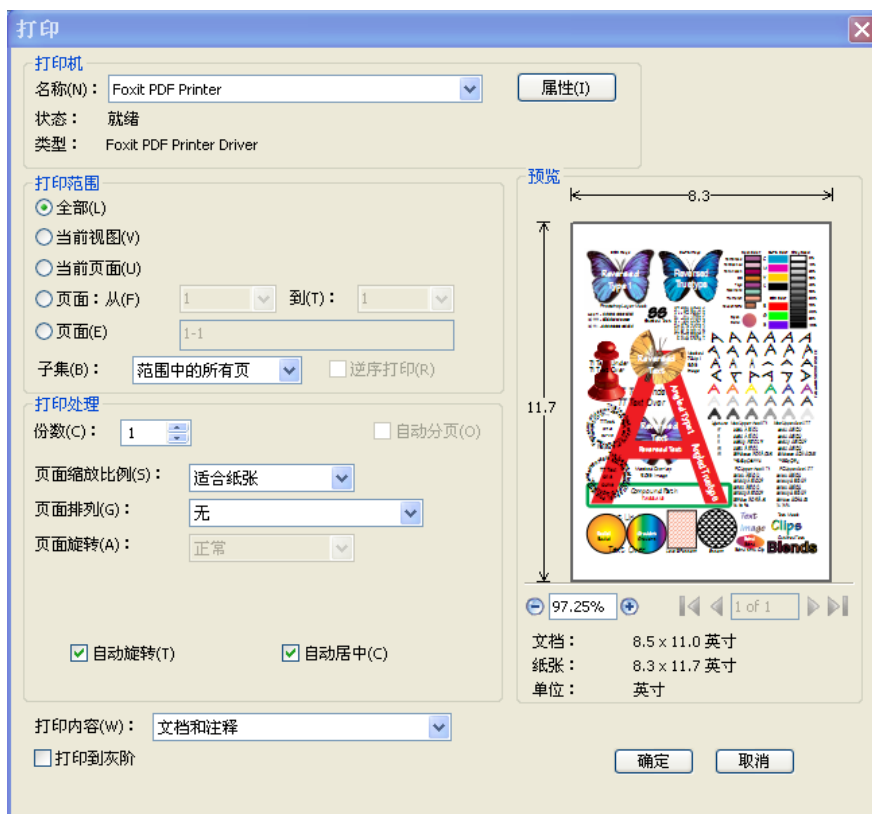 打印
打印机
名称(N)： Foxit PDF Printer 属性(I)
状态： 就绪
类型： Foxit PDF Printer Driver
打印范围
全部(L)
当前视图(V)
当前页面(U)
页面：从(F) 1 到(T)： 1
页面(E) 1-1
子集(B)： 范围中的所有页 逆序打印(R)
打印处理
份数(C)： 1 自动分页(O)
页面缩放比例(S)： 适合纸张
页面排列(G)： 无
页面旋转(A)： 正常
自动旋转(T) 自动居中(C)
预览
8.3
11.7
Reversed
Type 1
Reversed
Truetype
Angled Type1
Angled Truetype
Reversed Text
Compound Path
Text
Image
Clips
Blends
97.25% 1 of 1
文档： 8.5 x 11.0 英寸
纸张： 8.3 x 11.7 英寸
单位： 英寸
打印内容(W)： 文档和注释
打印到灰阶
确定 取消